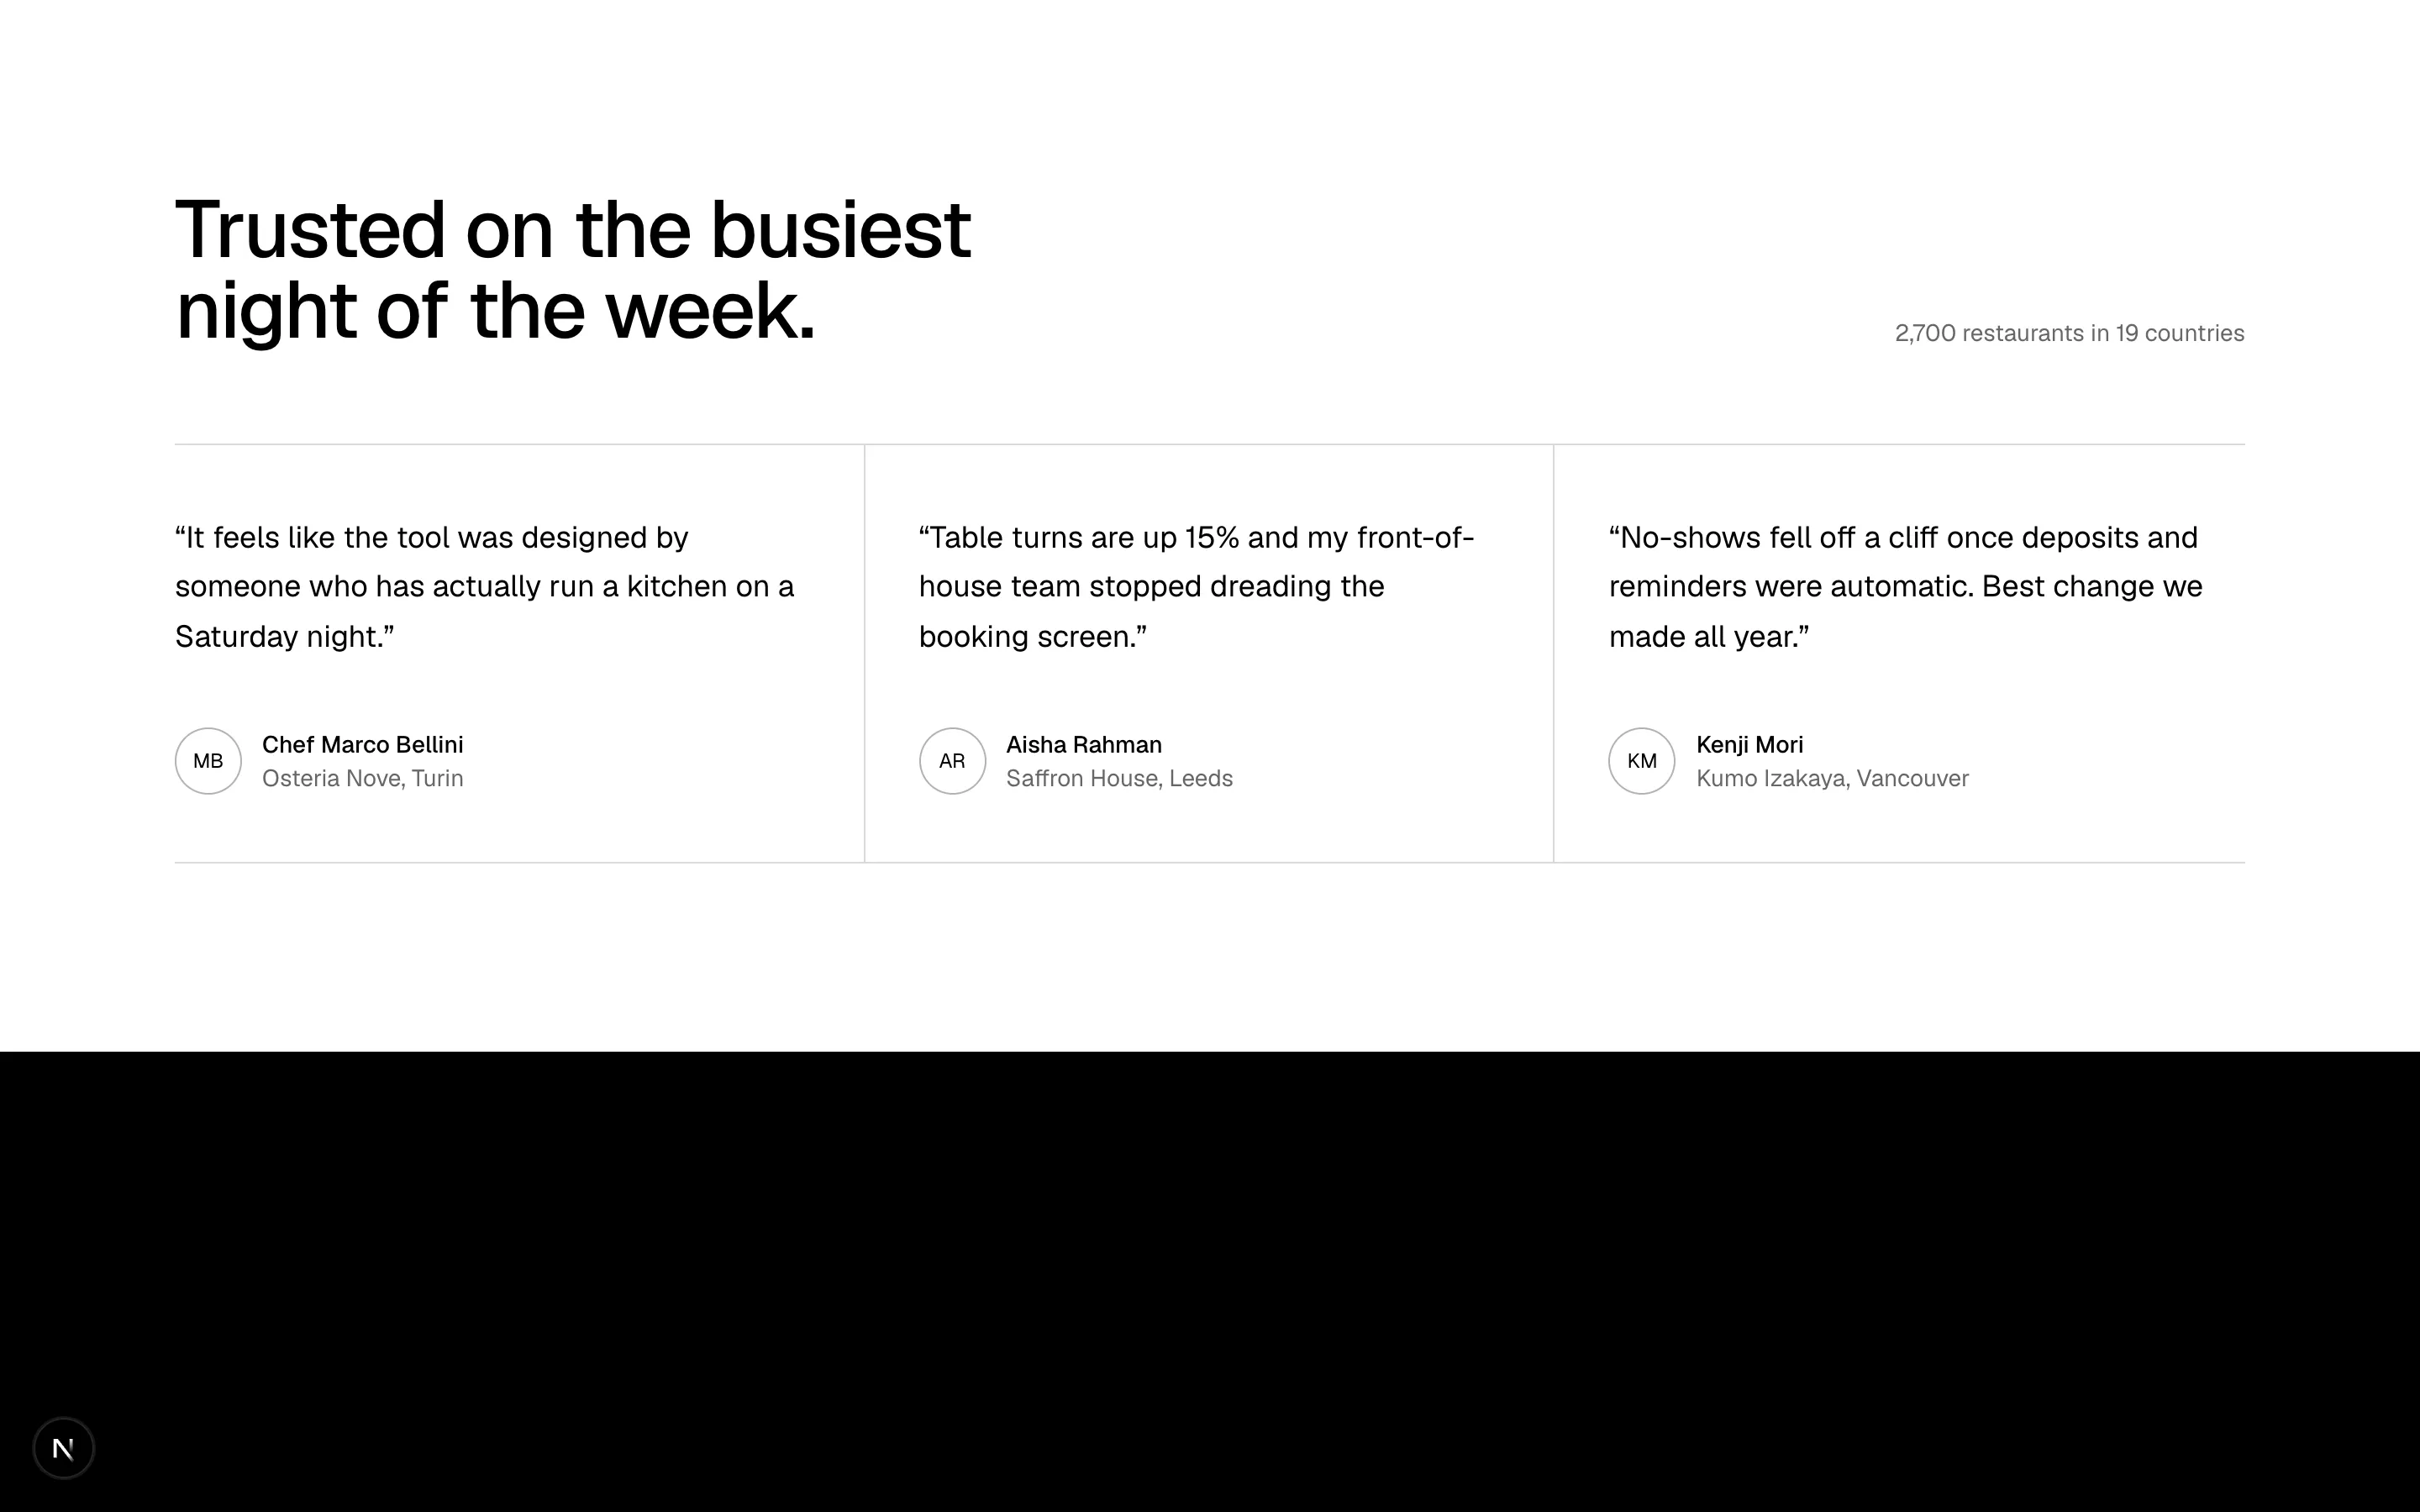 Trusted on the busiest
night of the week.
2,700 restaurants in 19 countries
“It feels like the tool was designed by
someone who has actually run a kitchen on a
Saturday night.”
MB
Chef Marco Bellini
Osteria Nove, Turin
“Table turns are up 15% and my front-of-
house team stopped dreading the
booking screen.”
AR
Aisha Rahman
Saffron House, Leeds
“No-shows fell off a cliff once deposits and
reminders were automatic. Best change we
made all year.”
KM
Kenji Mori
Kumo Izakaya, Vancouver
N